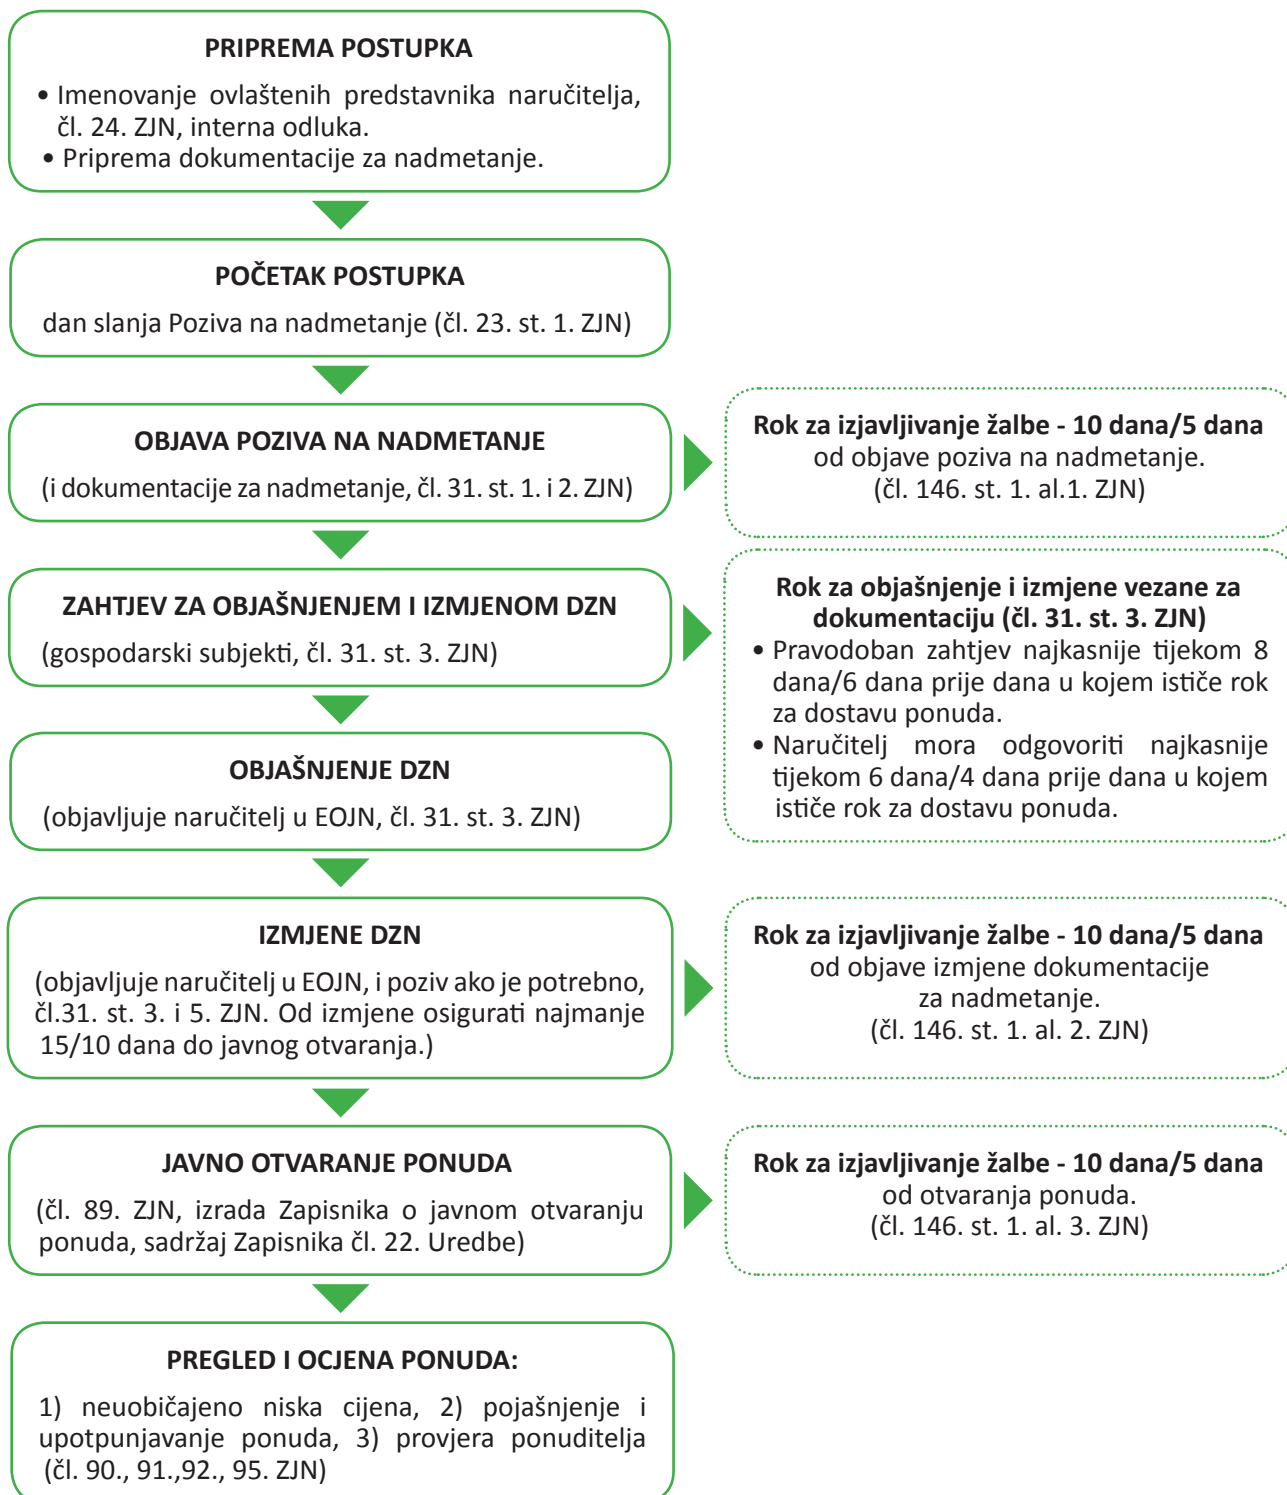 PRIPREMA POSTUPKA
• Imenovanje ovlaštenih predstavnika naručitelja,
čl. 24. ZJN, interna odluka.
• Priprema dokumentacije za nadmetanje.
POČETAK POSTUPKA
dan slanja Poziva na nadmetanje (čl. 23. st. 1. ZJN)
OBJAVA POZIVA NA NADMETANJE
(i dokumentacije za nadmetanje, čl. 31. st. 1. i 2. ZJN)
Rok za izjavljivanje žalbe - 10 dana/5 dana
od objave poziva na nadmetanje.
(čl. 146. st. 1. al.1. ZJN)
ZAHTJEV ZA OBJAŠNJENJEM I IZMJENOM DZN
(gospodarski subjekti, čl. 31. st. 3. ZJN)
Rok za objašnjenje i izmjene vezane za
dokumentaciju (čl. 31. st. 3. ZJN)
• Pravodoban zahtjev najkasnije tijekom 8
dana/6 dana prije dana u kojem ističe rok
za dostavu ponuda.
• Naručitelj mora odgovoriti najkasnije
tijekom 6 dana/4 dana prije dana u kojem
ističe rok za dostavu ponuda.
OBJAŠNJENJE DZN
(objavljuje naručitelj u EOJN, čl. 31. st. 3. ZJN)
IZMJENE DZN
(objavljuje naručitelj u EOJN, i poziv ako je potrebno,
čl.31. st. 3. i 5. ZJN. Od izmjene osigurati najmanje
15/10 dana do javnog otvaranja.)
Rok za izjavljivanje žalbe - 10 dana/5 dana
od objave izmjene dokumentacije
za nadmetanje.
(čl. 146. st. 1. al. 2. ZJN)
JAVNO OTVARANJE PONUDA
(čl. 89. ZJN, izrada Zapisnika o javnom otvaranju
ponuda, sadržaj Zapisnika čl. 22. Uredbe)
Rok za izjavljivanje žalbe - 10 dana/5 dana
od otvaranja ponuda.
(čl. 146. st. 1. al. 3. ZJN)
PREGLED I OCJENA PONUDA:
1) neuobičajeno niska cijena, 2) pojašnjenje i
upotpunjavanje ponuda, 3) provjera ponuditelja
(čl. 90., 91.,92., 95. ZJN)